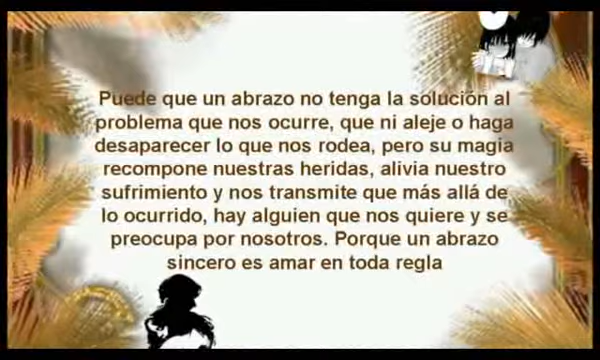 Puede que un abrazo no tenga la solución al
problema que nos ocurre, que ni aleje o haga
desaparecer lo que nos rodea, pero su magia
recompone nuestras heridas, alivia nuestro
sufrimiento y nos transmite que más allá de
lo ocurrido, hay alguien que nos quiere y se
preocupa por nosotros. Porque un abrazo
sincero es amar en toda regla